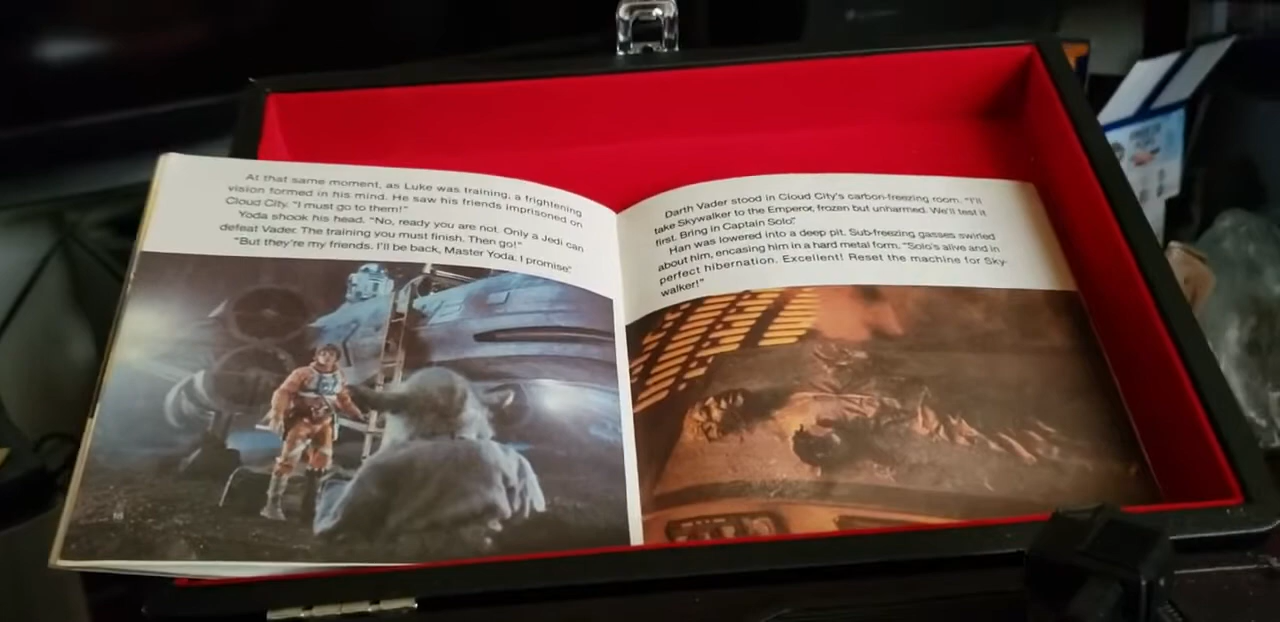 At that same moment, as Luke was training, a frightening
vision formed in his mind. He saw his friends imprisoned on
Cloud City. "I must go to them!"
Yoda shook his head. "No, ready you are not. Only a Jedi can
defeat Vader. The training you must finish. Then go!"
"But they're my friends. I'll be back, Master Yoda. I promise."
Darth Vader stood in Cloud City's carbon-freezing room. "I'll
take Skywalker to the Emperor, frozen but unharmed. We'll test it
first. Bring in Captain Solo."
Han was lowered into a deep pit. Sub-freezing gasses swirled
about him, encasing him in a hard metal form. "Solo's alive and in
perfect hibernation. Excellent! Reset the machine for Sky-
walker!"